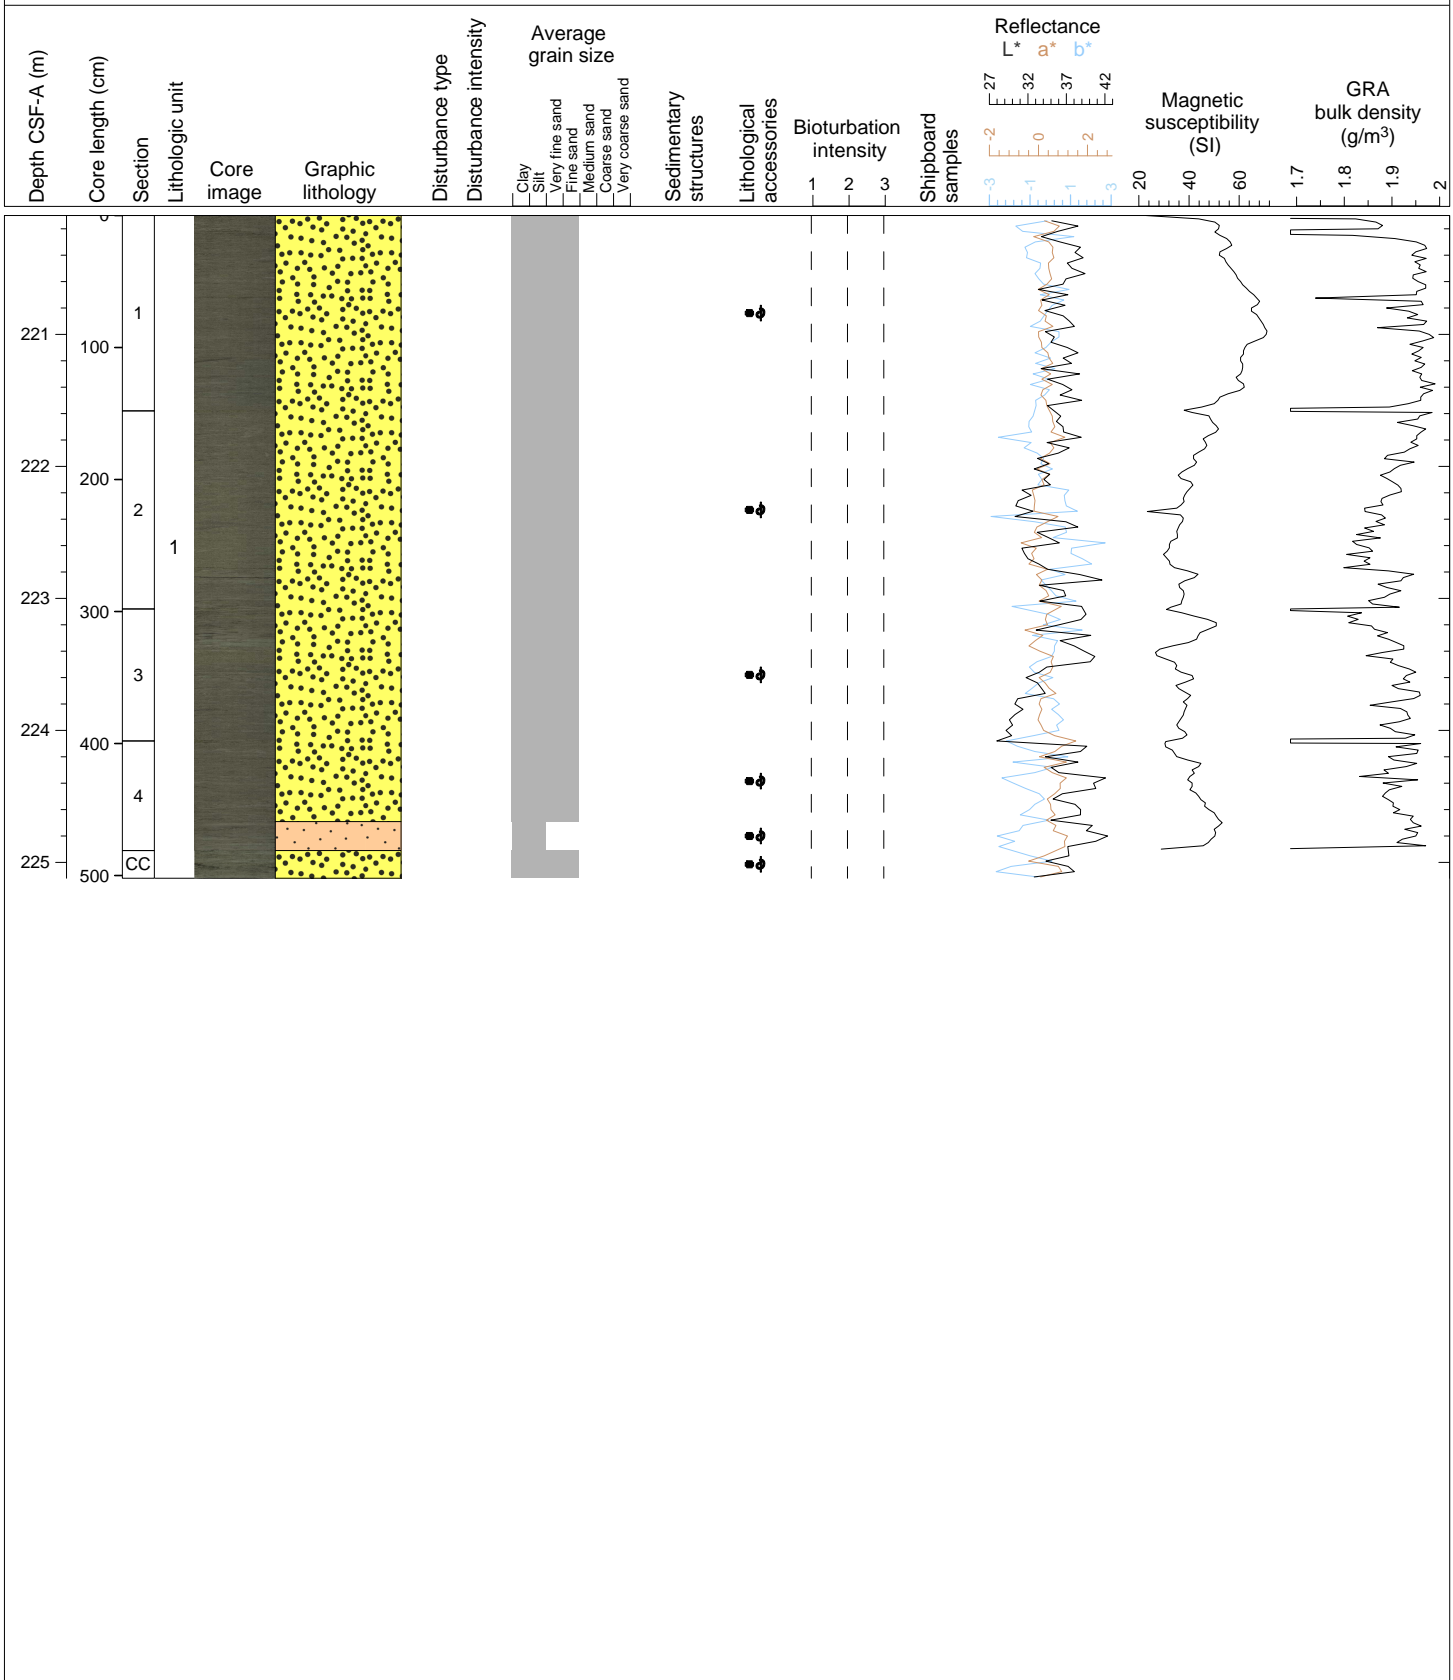 Depth CSF-A (m)
Core length (cm)
Section
Lithologic unit
Core
image
Graphic
lithology
Disturbance type
Disturbance intensity
Average
grain size
Clay
Silt
Very fine sand
Fine sand
Medium sand
Coarse sand
Very coarse sand
Sedimentary
structures
Lithological
accessories
Bioturbation
intensity
1 2 3
Shipboard
samples
Reflectance
L* a* b*
27 32 37 42
-2 0 2
-3 -1 1 3
Magnetic
susceptibility
(SI)
20 40 60
GRA
bulk density
(g/m³)
1.7 1.8 1.9 2
0
1
221
100
222
200
2
1
223
300
3
224
400
4
225
CC
500